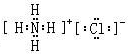 H
[ H:N:H ]⁺[ :Cl: ]⁻
H